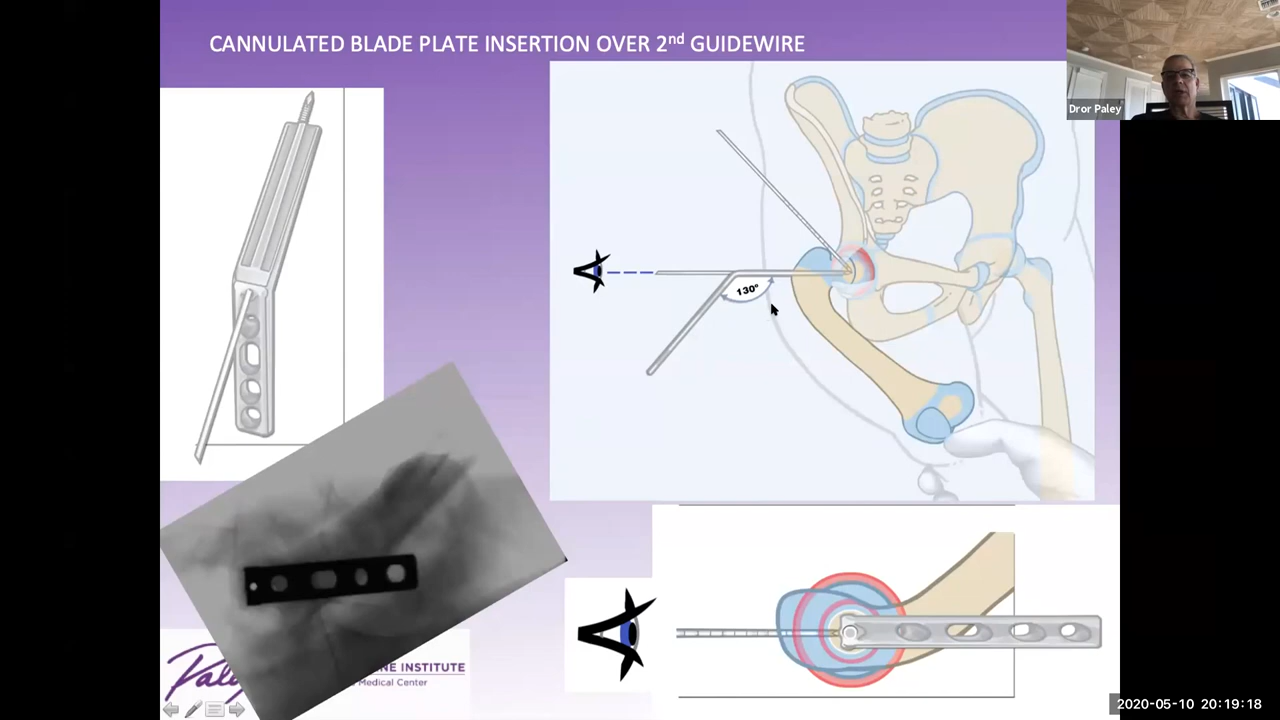 CANNULATED BLADE PLATE INSERTION OVER 2nd GUIDEWIRE
Dror Paley
130°
NE INSTITUTE
Medical Center
2020-05-10 20:19:18